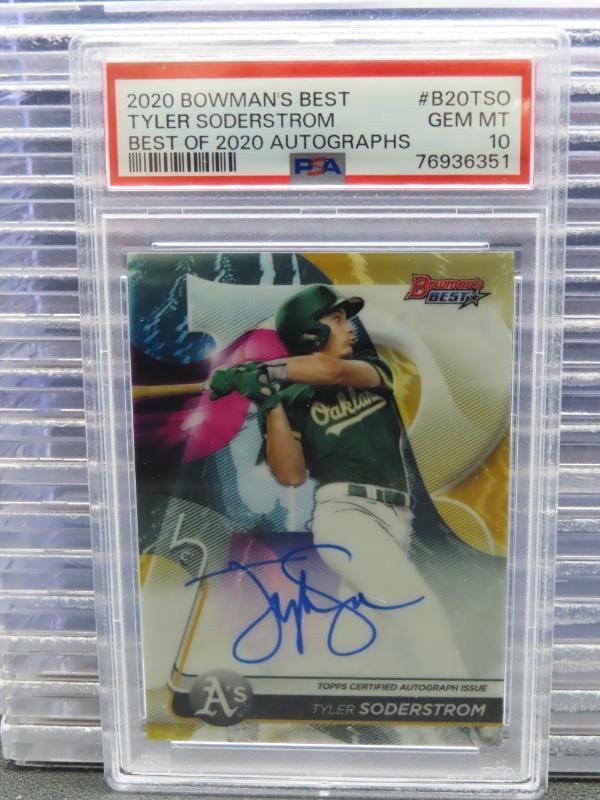 2020 BOWMAN'S BEST #B20TSO
TYLER SODERSTROM GEM MT
BEST OF 2020 AUTOGRAPHS 10
PSA 76936351
Bowman's
BEST
Oakland
TOPPS CERTIFIED AUTOGRAPH ISSUE
A's
TYLER SODERSTROM